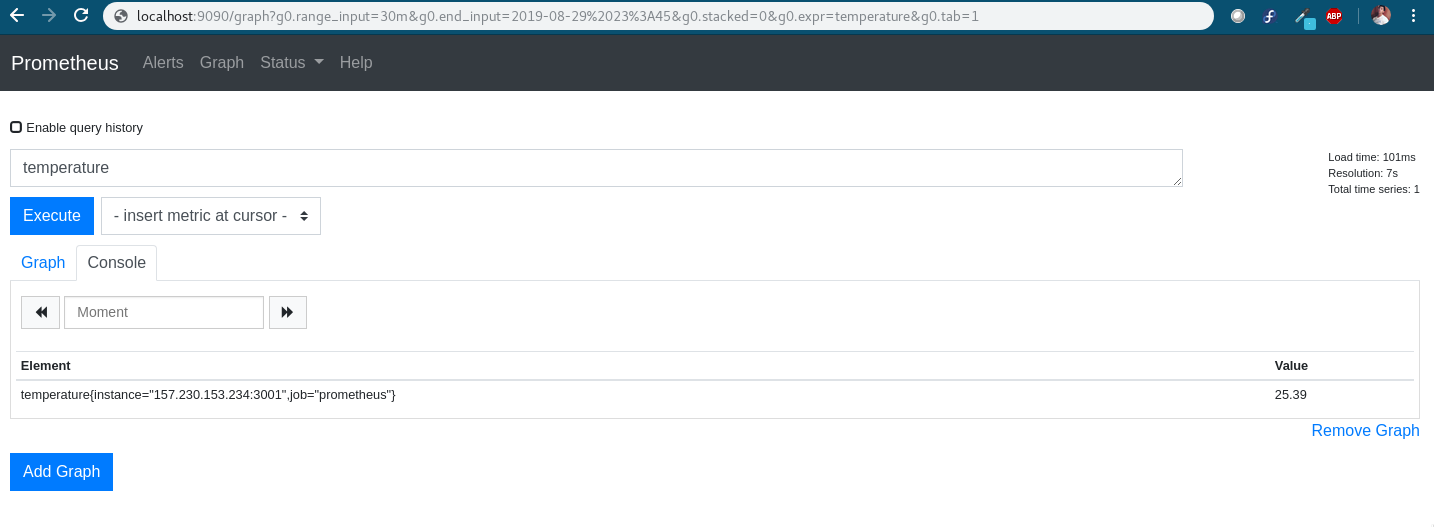 localhost:9090/graph?g0.range_input=30m&g0.end_input=2019-08-29%2023%3A45&g0.stacked=0&g0.expr=temperature&g0.tab=1
ABP
Prometheus Alerts Graph Status Help
Enable query history
temperature
Load time: 101ms
Resolution: 7s
Total time series: 1
Execute - insert metric at cursor -
Graph Console
Moment
Element Value
temperature{instance="157.230.153.234:3001",job="prometheus"} 25.39
Remove Graph
Add Graph